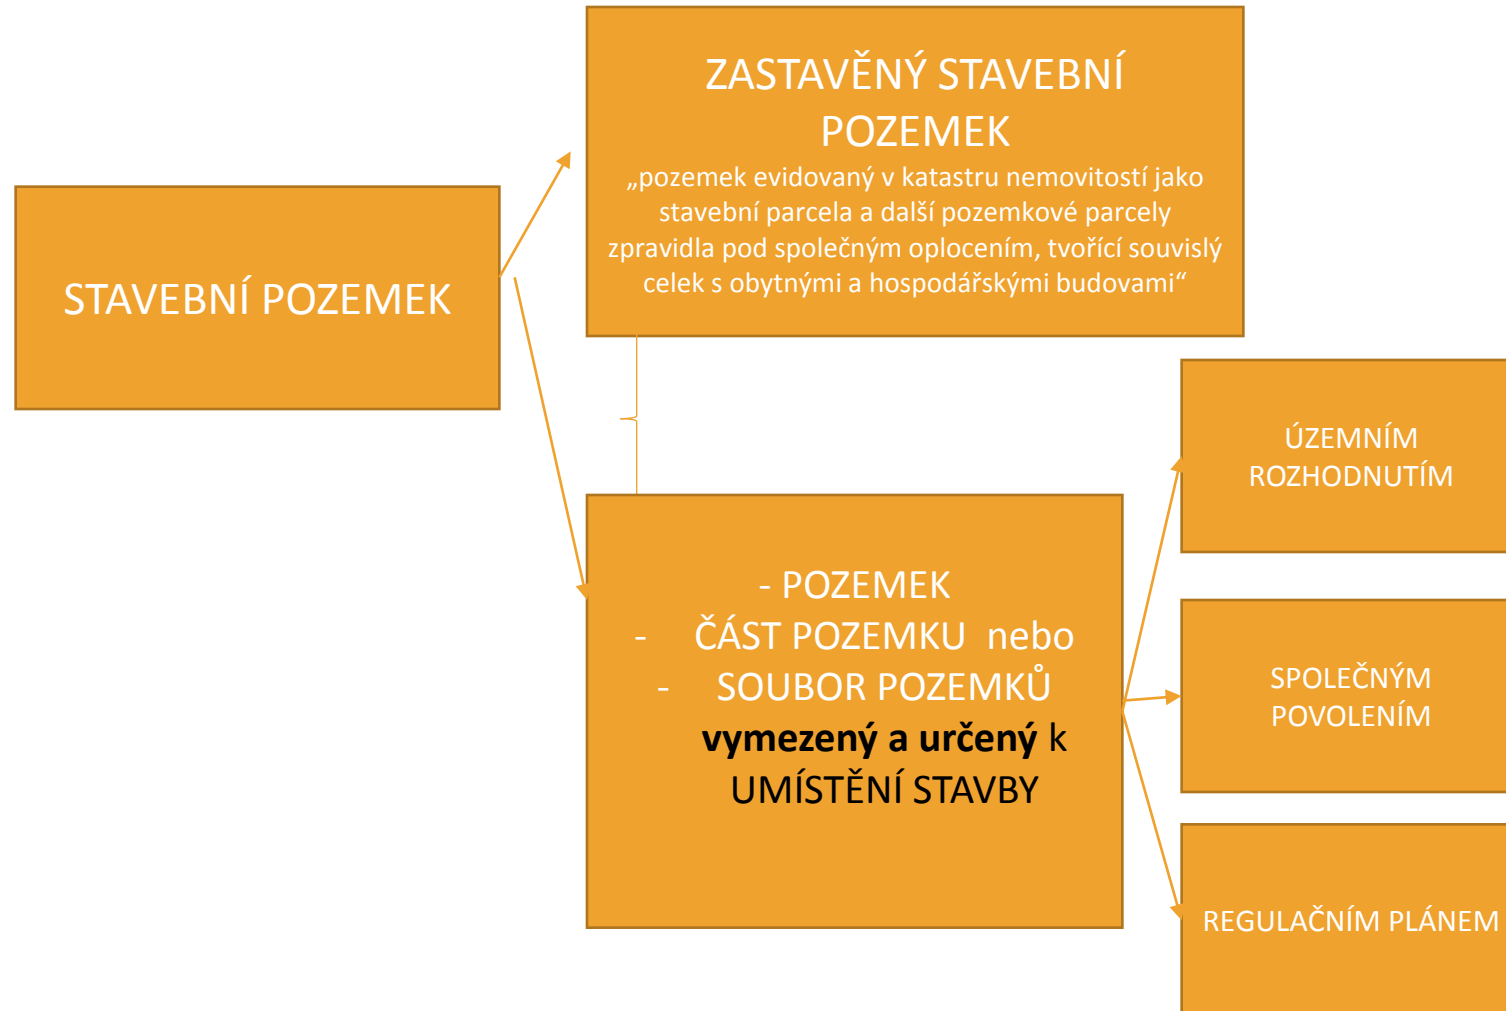 STAVEBNÍ POZEMEK
ZASTAVĚNÝ STAVEBNÍ
POZEMEK
„pozemek evidovaný v katastru nemovitostí jako
stavební parcela a další pozemkové parcely
zpravidla pod společným oplocením, tvořící souvislý
celek s obytnými a hospodářskými budovami“
- POZEMEK
- ČÁST POZEMKU nebo
- SOUBOR POZEMKŮ
vymezený a určený k
UMÍSTĚNÍ STAVBY
ÚZEMNÍM
ROZHODNUTÍM
SPOLEČNÝM
POVOLENÍM
REGULAČNÍM PLÁNEM